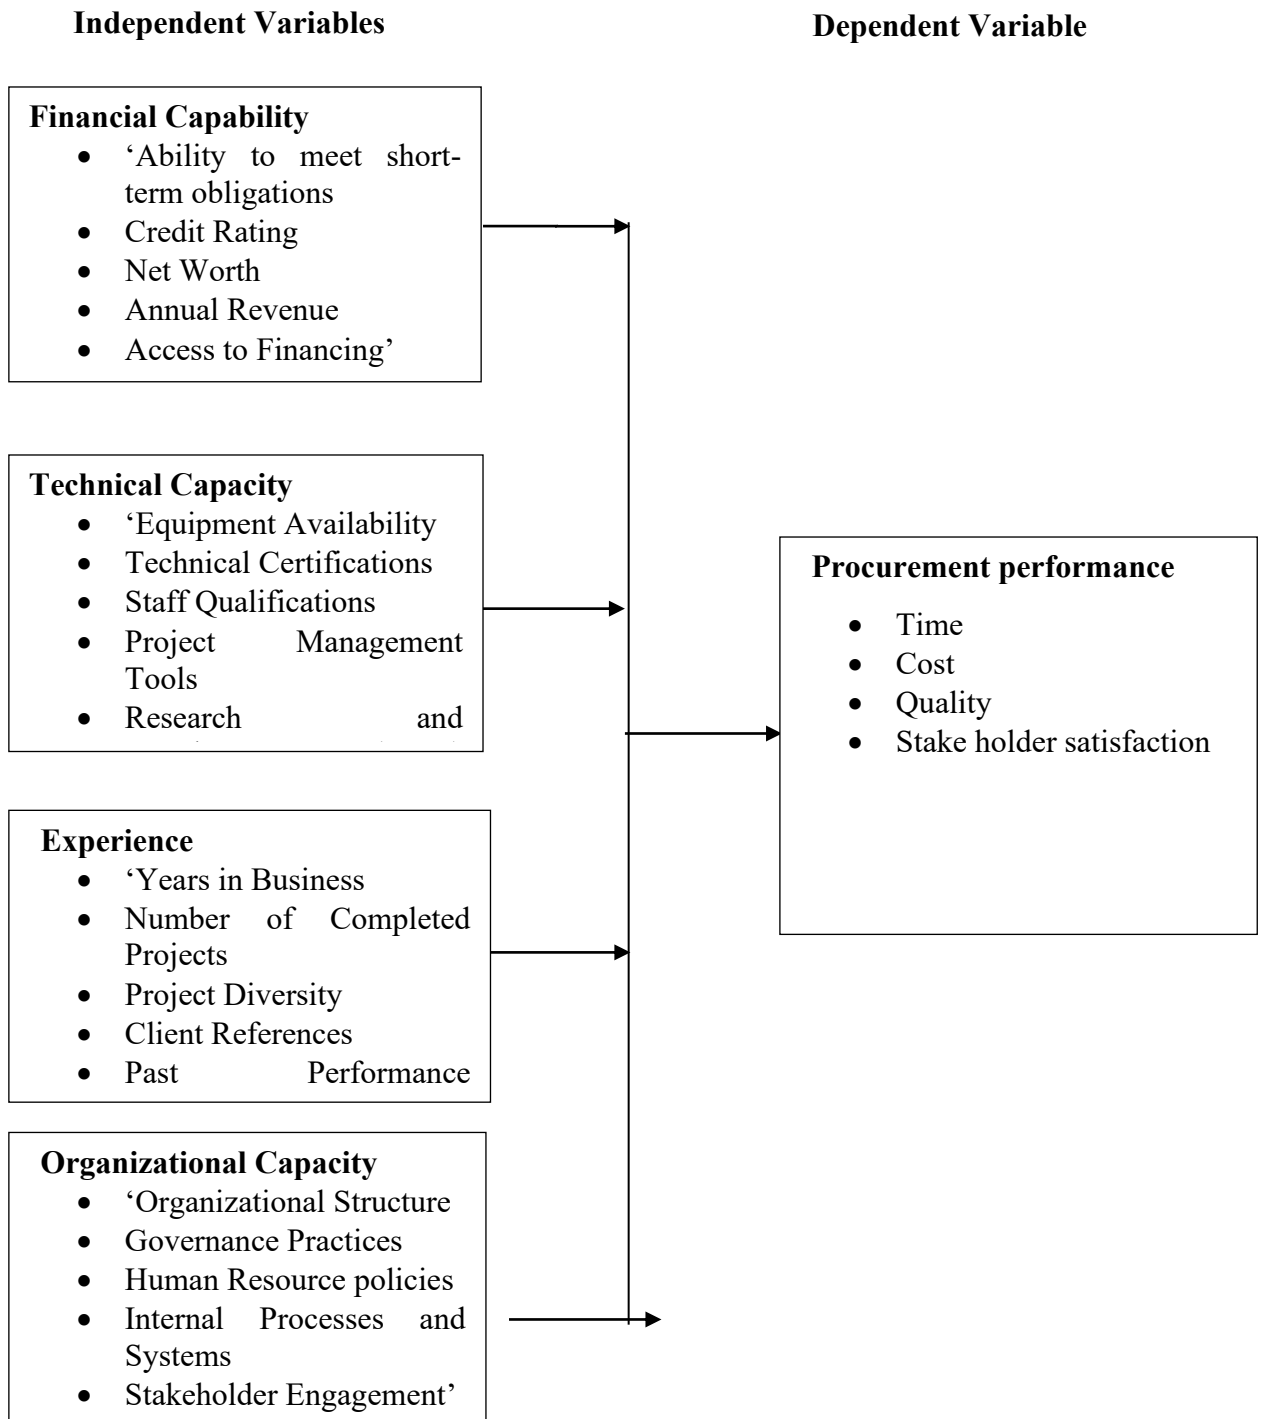 Independent Variables
Dependent Variable
Financial Capability
• ‘Ability to meet short-
term obligations
• Credit Rating
• Net Worth
• Annual Revenue
• Access to Financing’
Technical Capacity
• ‘Equipment Availability
• Technical Certifications
• Staff Qualifications
• Project Management
Tools
• Research and
Experience
• ‘Years in Business
• Number of Completed
Projects
• Project Diversity
• Client References
• Past Performance
Organizational Capacity
• ‘Organizational Structure
• Governance Practices
• Human Resource policies
• Internal Processes and
Systems
• Stakeholder Engagement’
Procurement performance
• Time
• Cost
• Quality
• Stake holder satisfaction